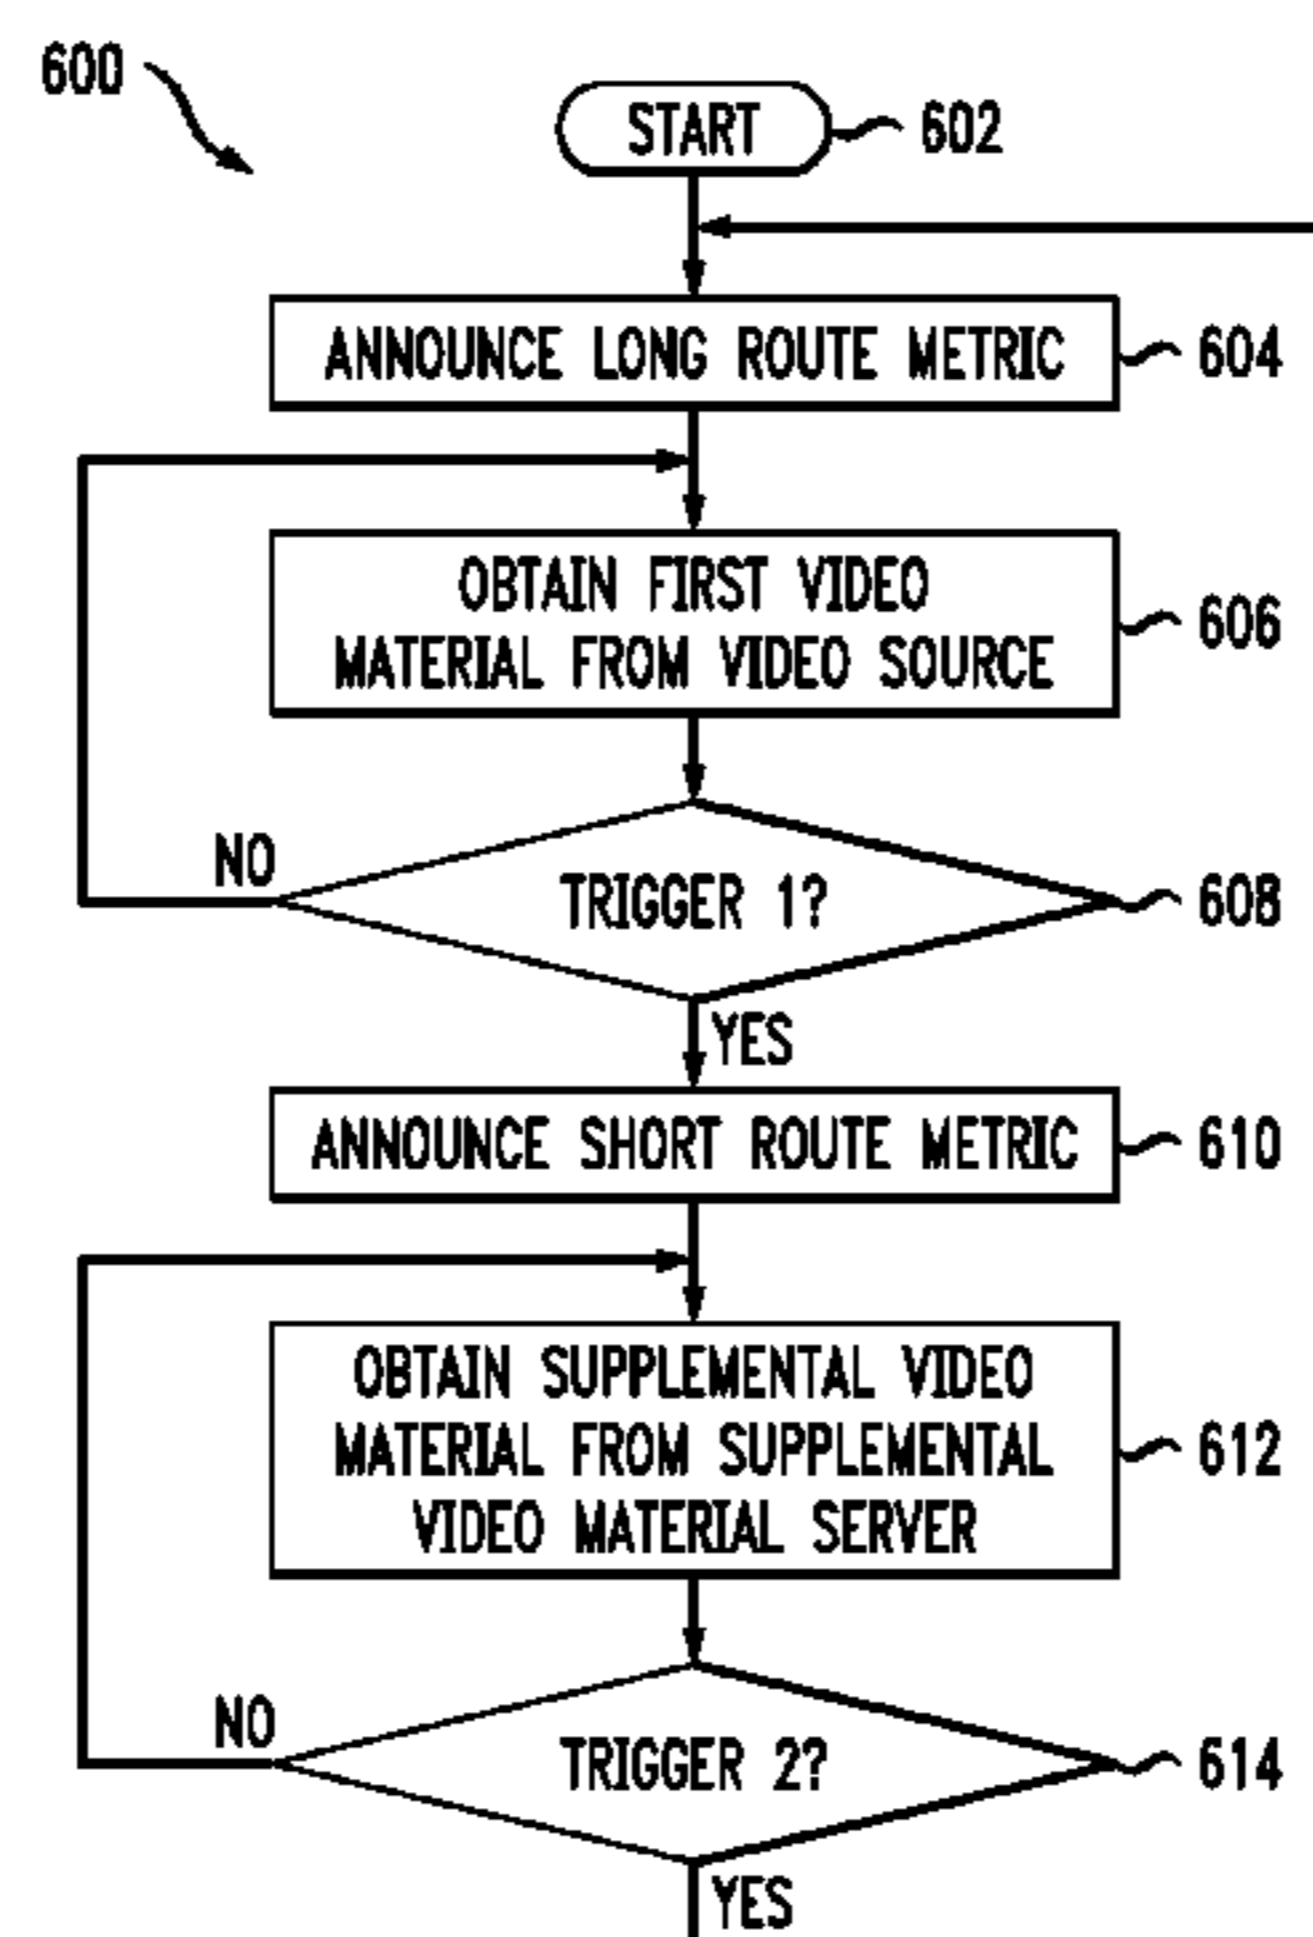 600
START
602
ANNOUNCE LONG ROUTE METRIC
604
OBTAIN FIRST VIDEO
MATERIAL FROM VIDEO SOURCE
606
NO
TRIGGER 1?
608
YES
ANNOUNCE SHORT ROUTE METRIC
610
OBTAIN SUPPLEMENTAL VIDEO
MATERIAL FROM SUPPLEMENTAL
VIDEO MATERIAL SERVER
612
NO
TRIGGER 2?
614
YES